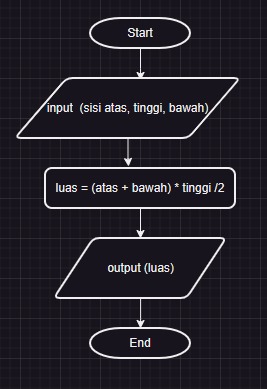 Start
input (sisi atas, tinggi, bawah)
luas = (atas + bawah) * tinggi /2
output (luas)
End